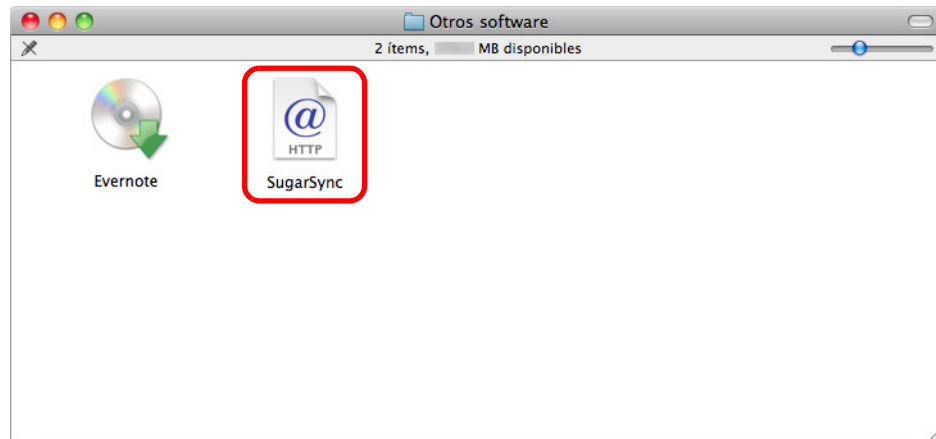 Otros software
2 ítems, MB disponibles
@
HTTP
Evernote
SugarSync